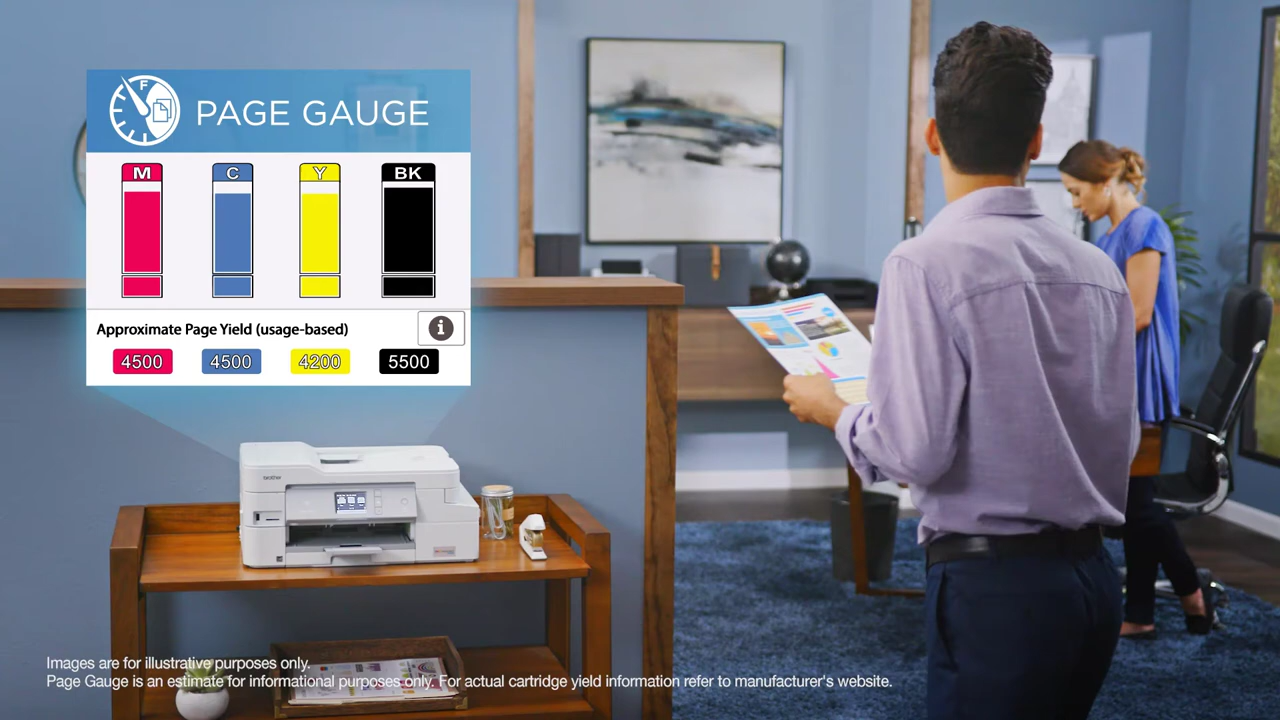 F
PAGE GAUGE
M C Y BK
Approximate Page Yield (usage-based) i
4500 4500 4200 5500
brother
Images are for illustrative purposes only.
Page Gauge is an estimate for informational purposes only. For actual cartridge yield information refer to manufacturer's website.